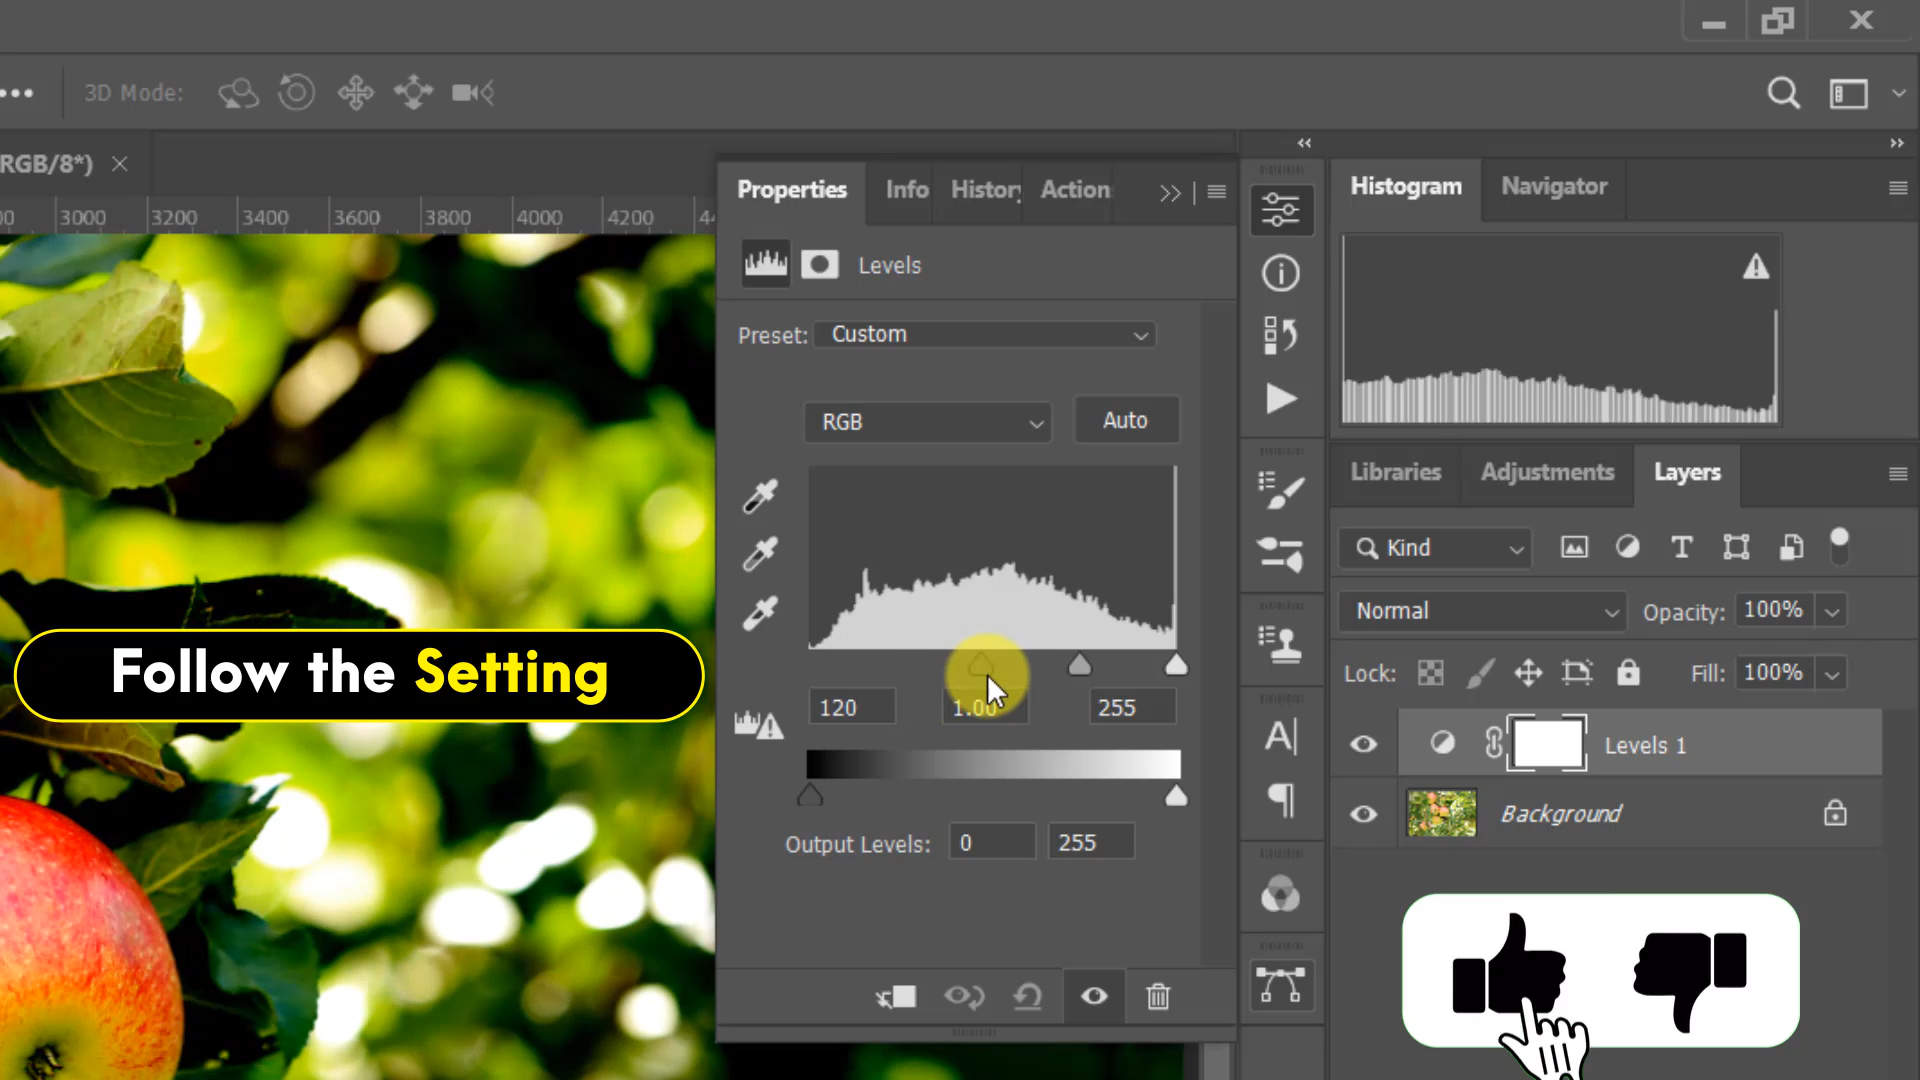 3D Mode:
RGB/8*)
00 3000 3200 3400 3600 3800 4000 4200 44
Properties Info History Action
Levels
Preset: Custom
RGB Auto
120 1.00 255
Output Levels: 0 255
Follow the Setting
Histogram Navigator
Libraries Adjustments Layers
Kind
Normal Opacity: 100%
Lock: Fill: 100%
Levels 1
Background